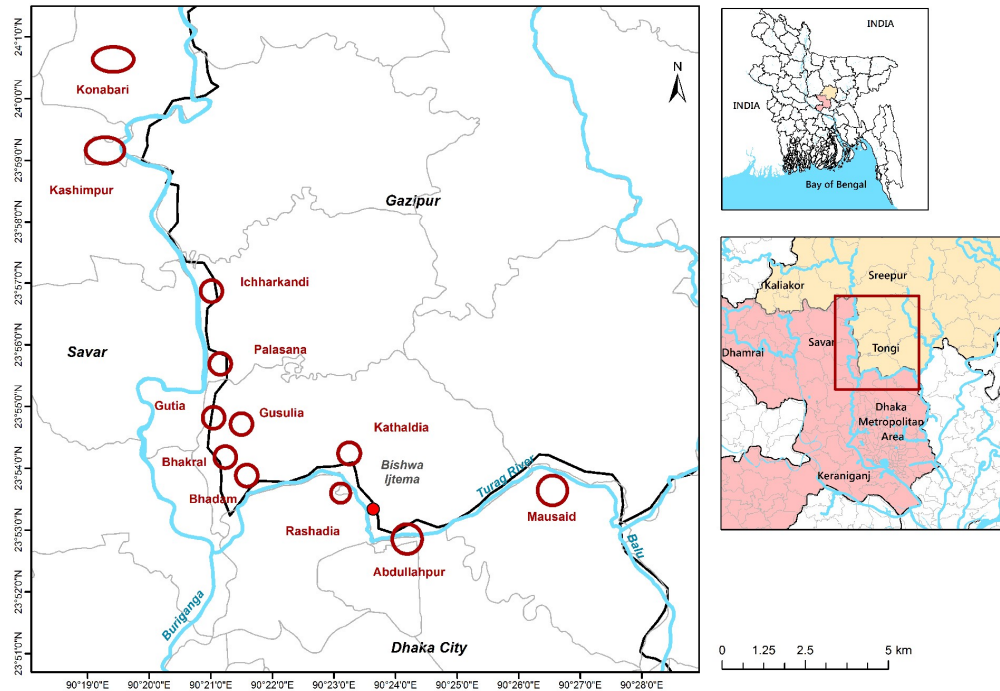 24°1'0"N
24°0'0"N
23°59'0"N
23°58'0"N
23°57'0"N
23°56'0"N
23°55'0"N
23°54'0"N
23°53'0"N
23°52'0"N
23°51'0"N
Konabari
Kashimpur
N
Gazipur
Ichharkandi
Savar
Palasana
Gutia
Gusulia
Kathaldia
Bhakral
Bishwa
Ijtema
Bhadam
Turag River
Rashadia
Mausaid
Abdullahpur
Balu
Buriganga
Dhaka City
90°19'0"E
90°20'0"E
90°21'0"E
90°22'0"E
90°23'0"E
90°24'0"E
90°26'0"E
90°27'0"E
90°28'0"E
INDIA
INDIA
Bay of Bengal
Sreepur
Kaliakor
Savar
Tongi
Dhamrai
Dhaka
Metropolitan
Area
Keraniganj
0 1.25 2.5 5 km